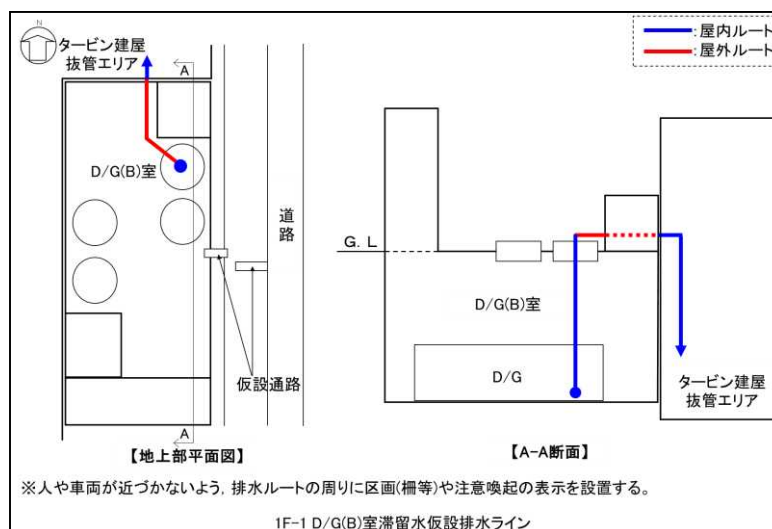 N
タービン建屋
抜管エリア
A
:屋内ルート
:屋外ルート
D/G(B)室
道路
G.L
D/G(B)室
D/G
仮設通路
タービン建屋
抜管エリア
A
【地上部平面図】
【A-A断面】
※人や車両が近づかないよう, 排水ルートの周りに区画(柵等)や注意喚起の表示を設置する。
1F-1 D/G(B)室滞留水仮設排水ライン